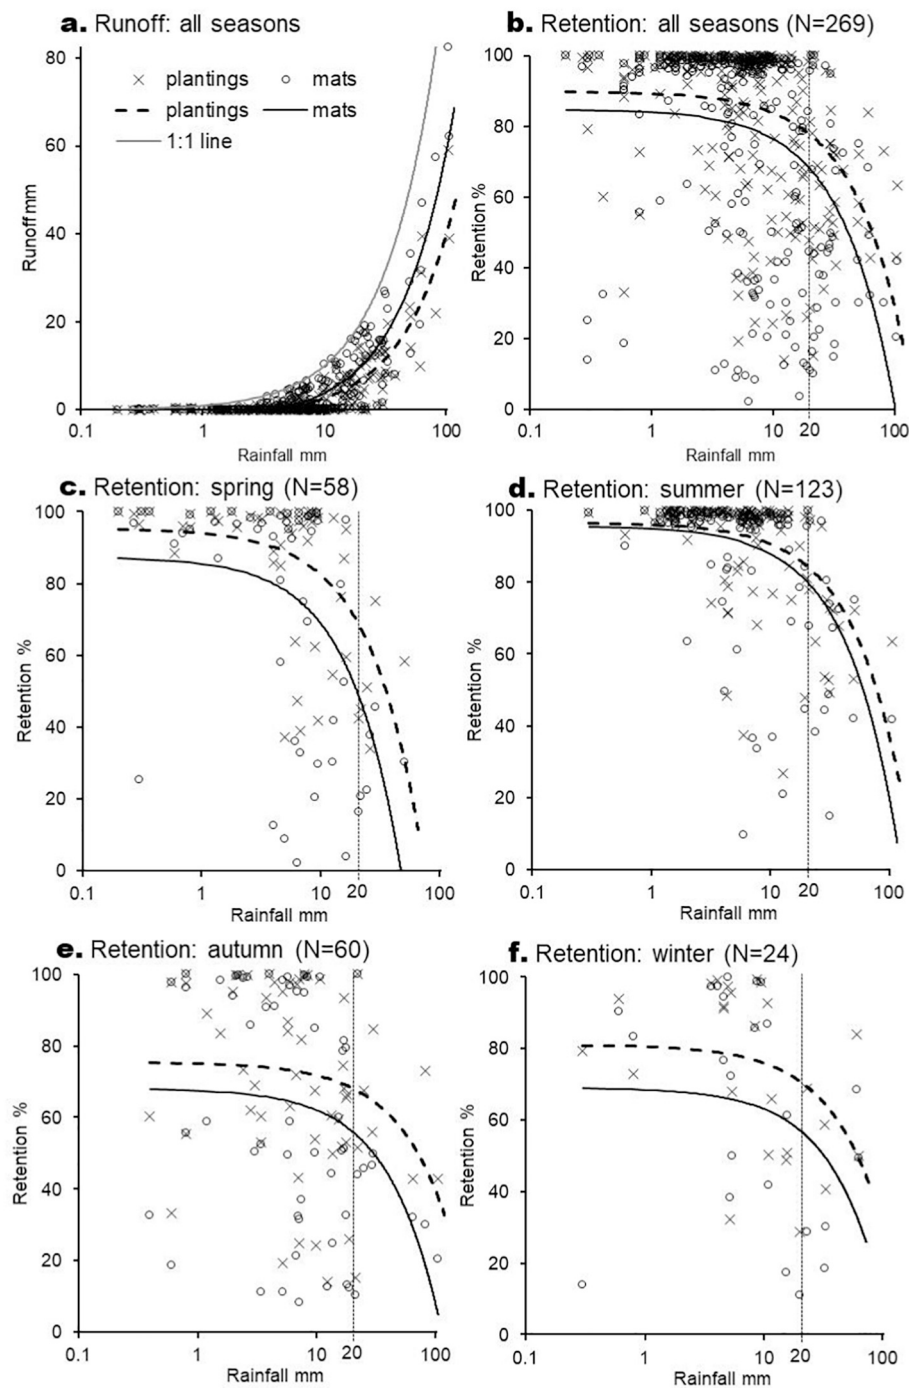 a. Runoff: all seasons
80
60
40
20
0
Runoff mm
plantings
mats
plantings
mats
1:1 line
0.1
1
10
100
Rainfall mm
b. Retention: all seasons (N=269)
100
80
60
40
20
0
Retention %
0.1
1
10
20
100
Rainfall mm
c. Retention: spring (N=58)
100
80
60
40
20
0
Retention %
0.1
1
10
20
100
Rainfall mm
d. Retention: summer (N=123)
100
80
60
40
20
0
Retention %
0.1
1
10
20
100
Rainfall mm
e. Retention: autumn (N=60)
100
80
60
40
20
0
Retention %
0.1
1
10
20
100
Rainfall mm
f. Retention: winter (N=24)
100
80
60
40
20
0
Retention %
0.1
1
10
20
100
Rainfall mm